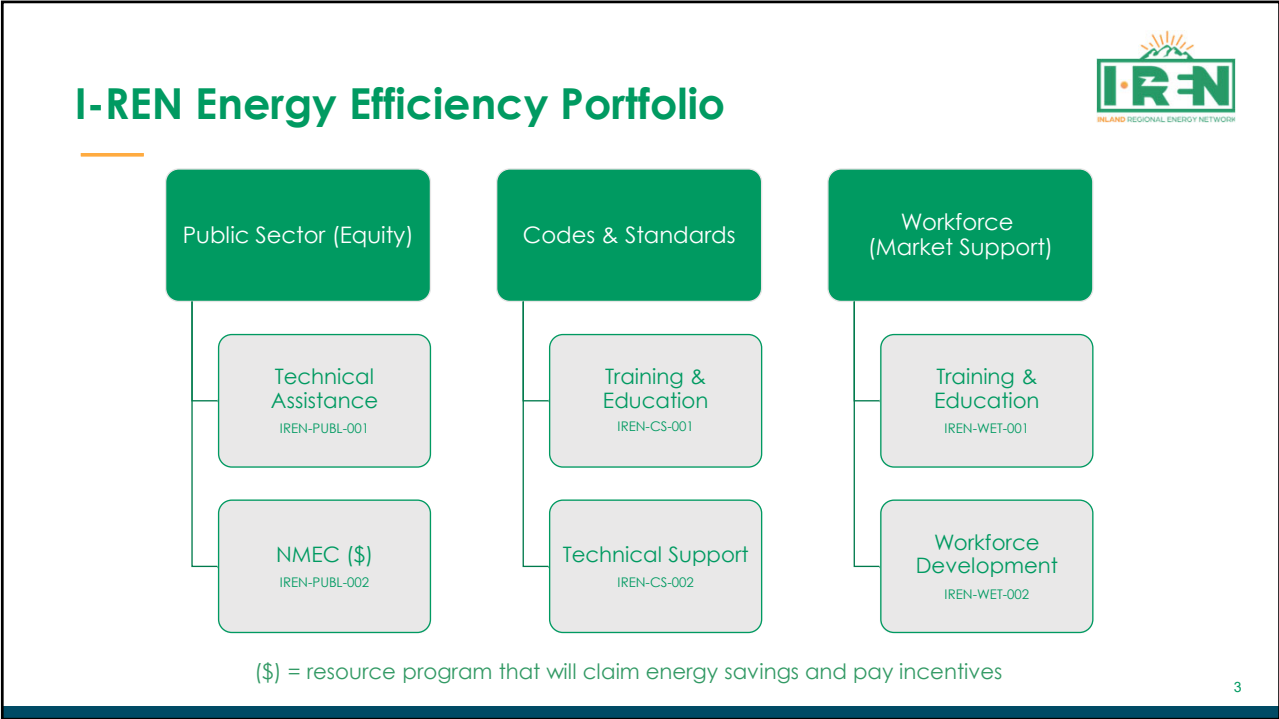 I-REN Energy Efficiency Portfolio
I·REN
INLAND REGIONAL ENERGY NETWORK
Public Sector (Equity)
Technical
Assistance
IREN-PUBL-001
NMEC ($)
IREN-PUBL-002
Codes & Standards
Training &
Education
IREN-CS-001
Technical Support
IREN-CS-002
Workforce
(Market Support)
Training &
Education
IREN-WET-001
Workforce
Development
IREN-WET-002
($) = resource program that will claim energy savings and pay incentives
3